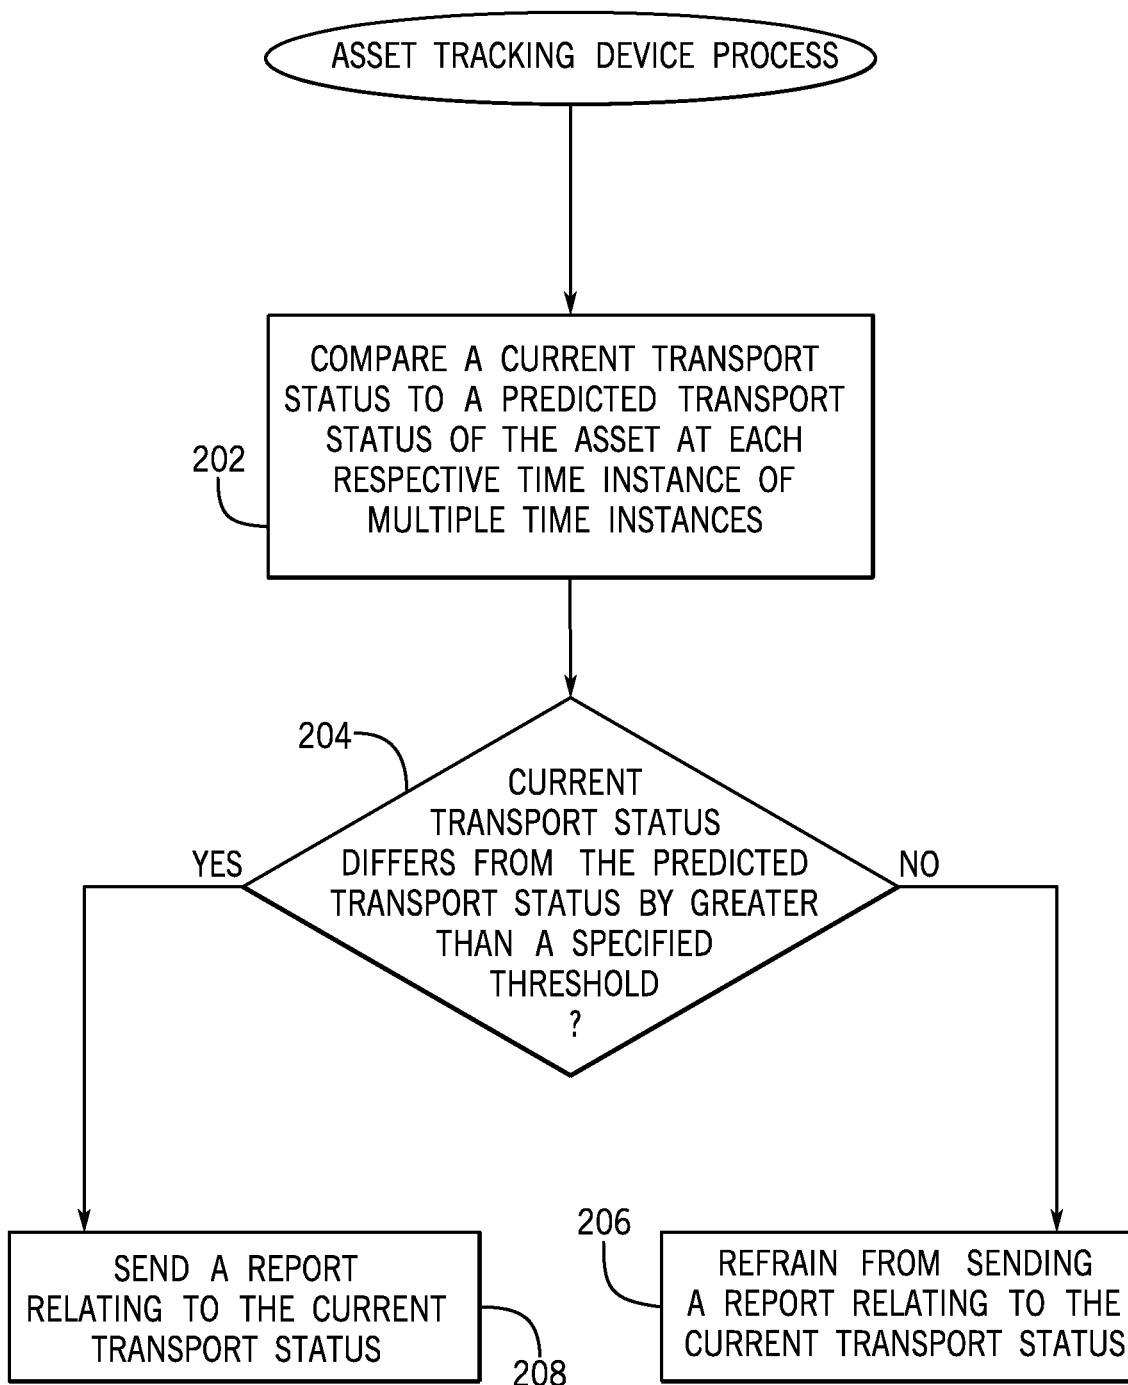 ASSET TRACKING DEVICE PROCESS
COMPARE A CURRENT TRANSPORT
STATUS TO A PREDICTED TRANSPORT
STATUS OF THE ASSET AT EACH
RESPECTIVE TIME INSTANCE OF
MULTIPLE TIME INSTANCES
202
204
CURRENT
TRANSPORT STATUS
DIFFERS FROM THE PREDICTED
TRANSPORT STATUS BY GREATER
THAN A SPECIFIED
THRESHOLD
?
YES
NO
SEND A REPORT
RELATING TO THE CURRENT
TRANSPORT STATUS
208
206
REFRAIN FROM SENDING
A REPORT RELATING TO THE
CURRENT TRANSPORT STATUS